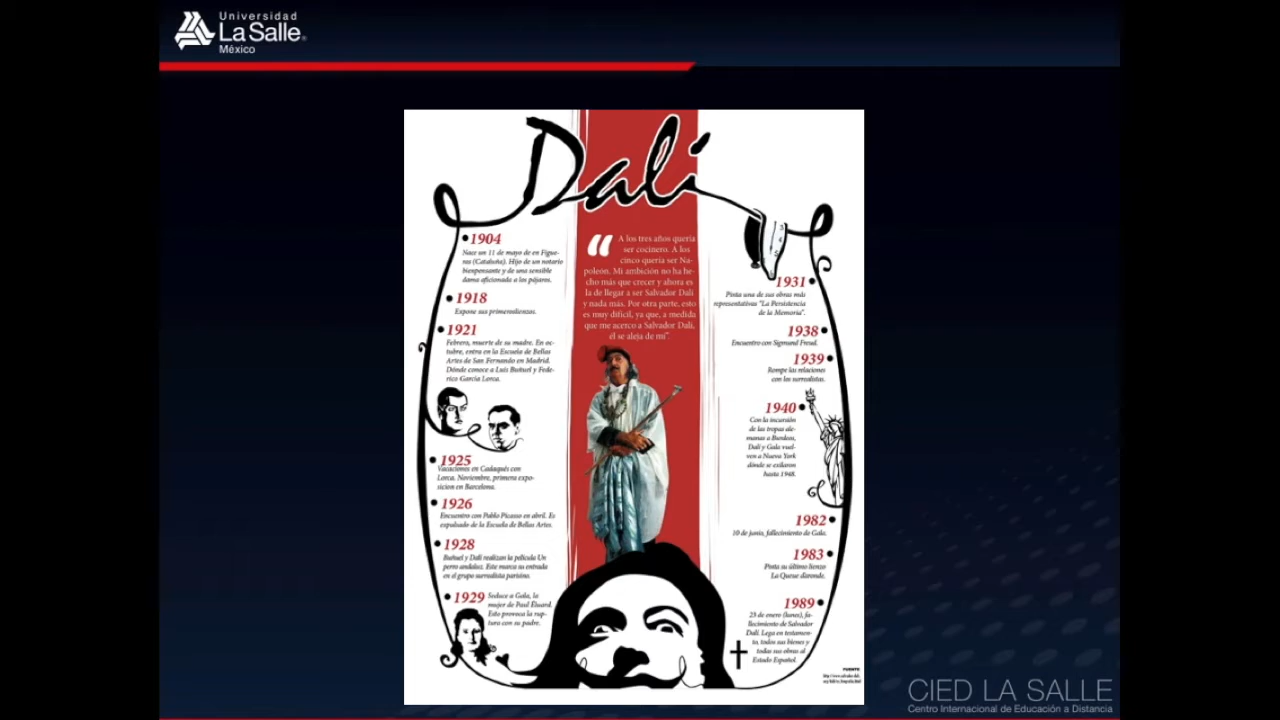 Universidad
La Salle
México
Dalí
1904
Nace un 11 de mayo de en Figue-
res (Cataluña). Hijo de un notario
bienpensante y de una sensible
dama aficionada a los pájaros.
1918
Expone sus
1921
Febrero, muerte de su madre. En oc-
tubre, entra en la Escuela de Bellas
Artes de San Fernando en Madrid.
Dónde conoce a Luis Buñuel y Fede-
rico García Lorca.
1925
Vacaciones en Cadaqués con
Lorca. Noviembre, primera expo-
sicion en Barcelona.
1926
Encuentro con Pablo Picasso en abril. Es
expulsado de la Escuela de Bellas Artes.
1928
Buñuel y Dalí realizan la película Un
perro andaluz. Este marca su entrada
en el grupo surrealista parisino.
1929
Seduce a Gala, la
mujer de Paul Éluard.
Esto provoca la rup-
tura con su padre.
“ A los tres años quería
ser cocinero. A los
cinco quería ser Na-
poleón. Mi ambición no ha he-
cho más que crecer y ahora es
la de llegar a ser Salvador Dalí
y nada más. Por otra parte, esto
es muy difícil, ya que, a medida
que me acerco a Salvador Dalí,
él se aleja de mí”.
1931
Pinta una de sus obras más
representativas "La Persistencia
de la Memoria".
1938
Encuentro con Sigmund Freud.
1939
Rompe las relaciones
con los surrealistas.
1940
Con la incursión
de las tropas ale-
manas a Burdeos,
Dalí y Gala vuel-
ven a Nueva York
dónde se exilaron
hasta 1948.
1982
10 de junio, fallecimiento de Gala.
1983
Pinta su último lienzo
La Queue d'aronde.
1989
23 de enero (lunes), fa-
llecimiento de Salvador
Dalí. Lega en testamen-
to, todos sus bienes y
todas sus obras al
Estado Español.
FUENTE
CIED LA SALLE
Centro Internacional de Educación a Distancia